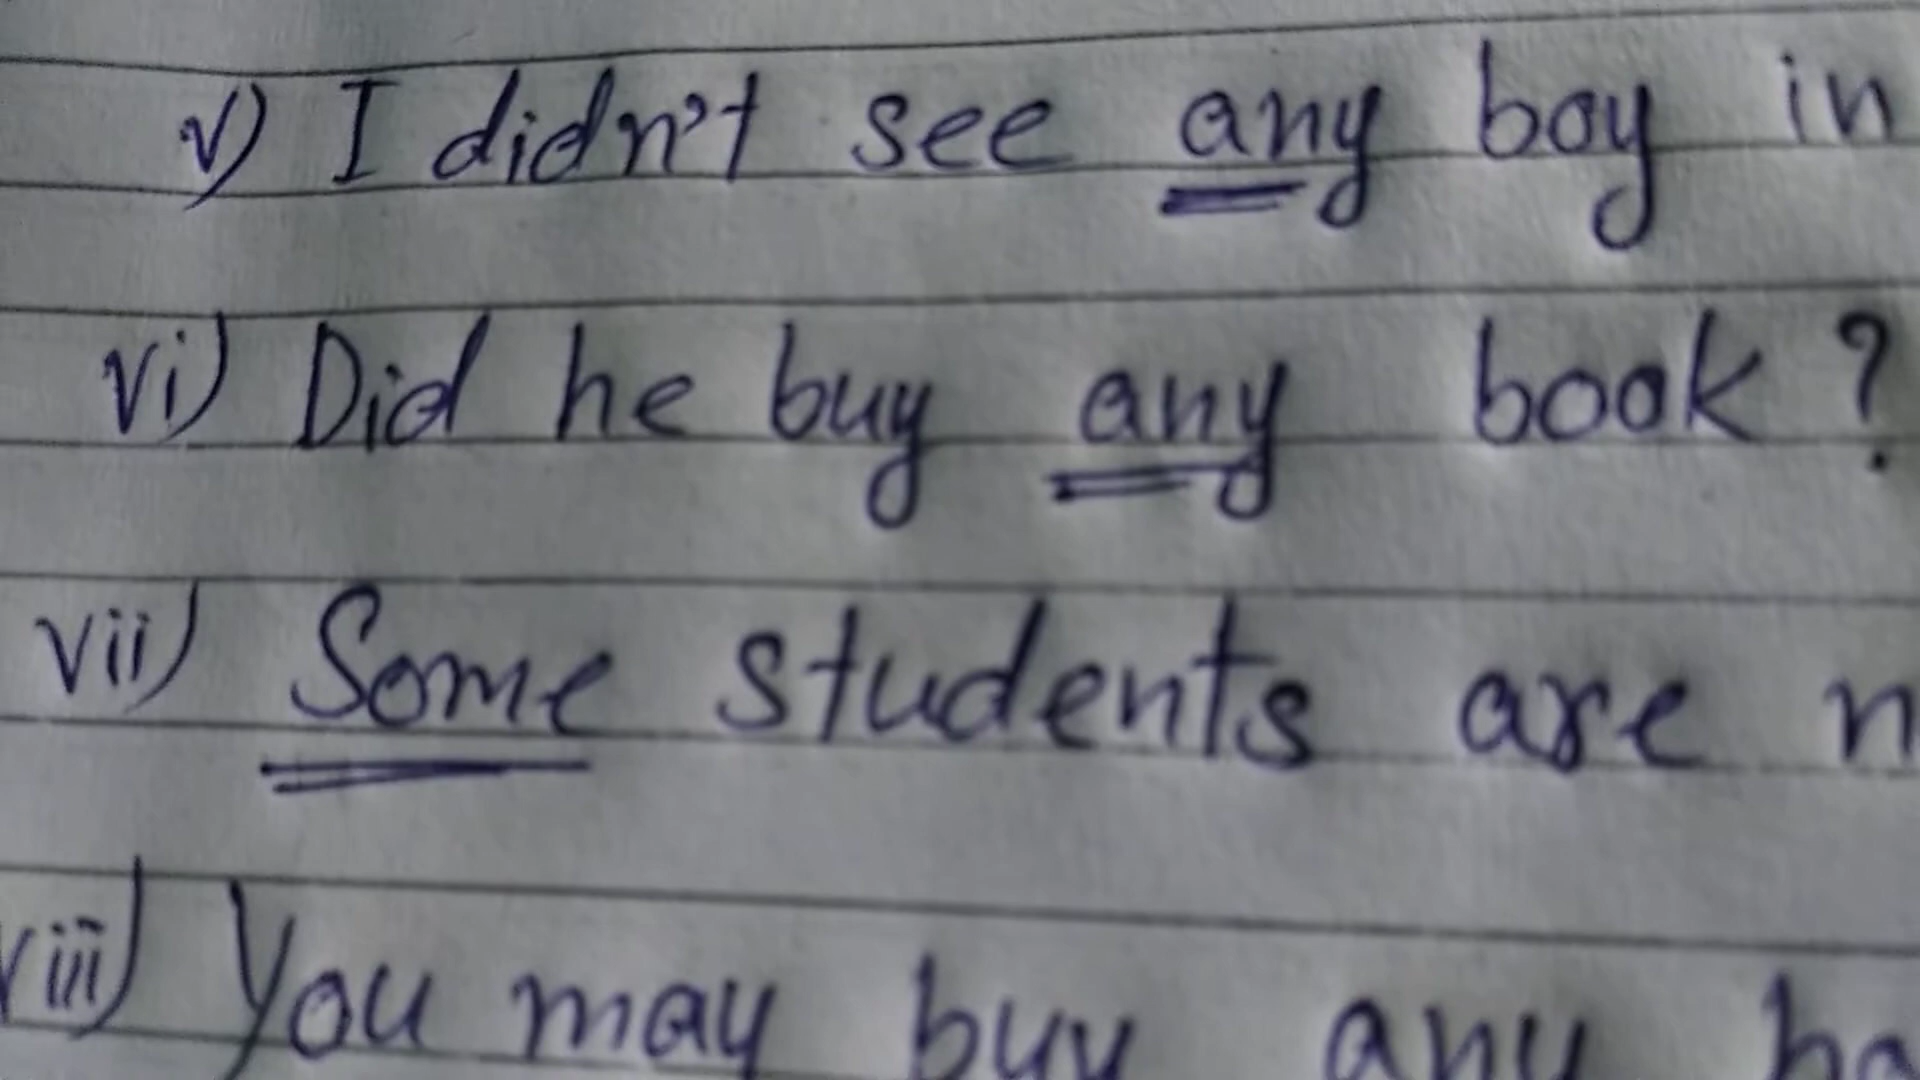 v) I didn't see any boy in
vi) Did he buy any book ?
vii) Some students are n
viii) You may buy any ha